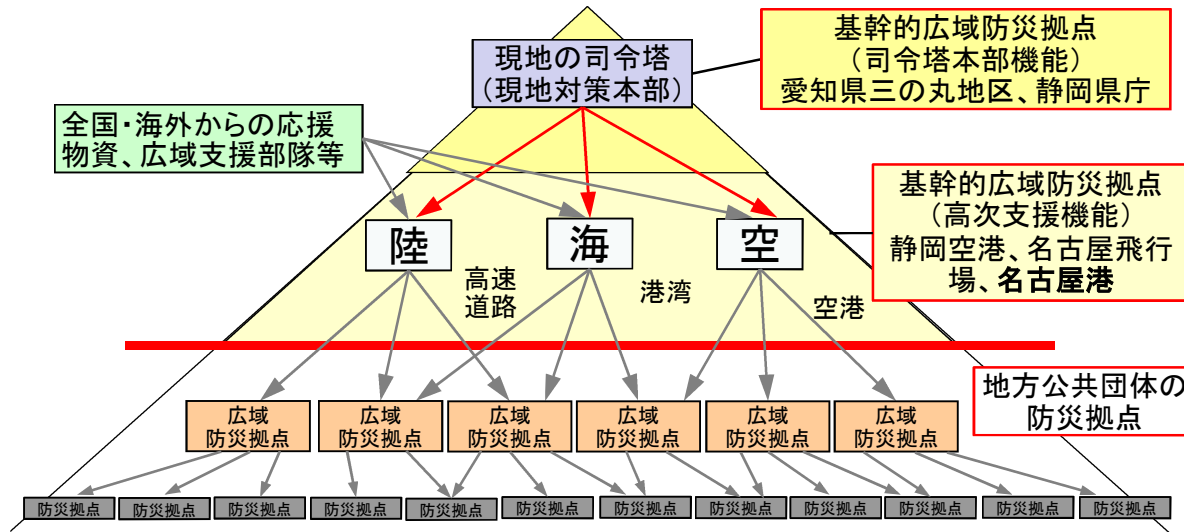 現地の司令塔
(現地対策本部)
基幹的広域防災拠点
(司令塔本部機能)
愛知県三の丸地区、静岡県庁
全国・海外からの応援
物資、広域支援部隊等
基幹的広域防災拠点
(高次支援機能)
静岡空港、名古屋飛行
場、名古屋港
陸
海
空
高速
道路
港湾
空港
地方公共団体の
防災拠点
広域
防災拠点
広域
防災拠点
広域
防災拠点
広域
防災拠点
広域
防災拠点
広域
防災拠点
防災拠点
防災拠点
防災拠点
防災拠点
防災拠点
防災拠点
防災拠点
防災拠点
防災拠点
防災拠点
防災拠点
防災拠点